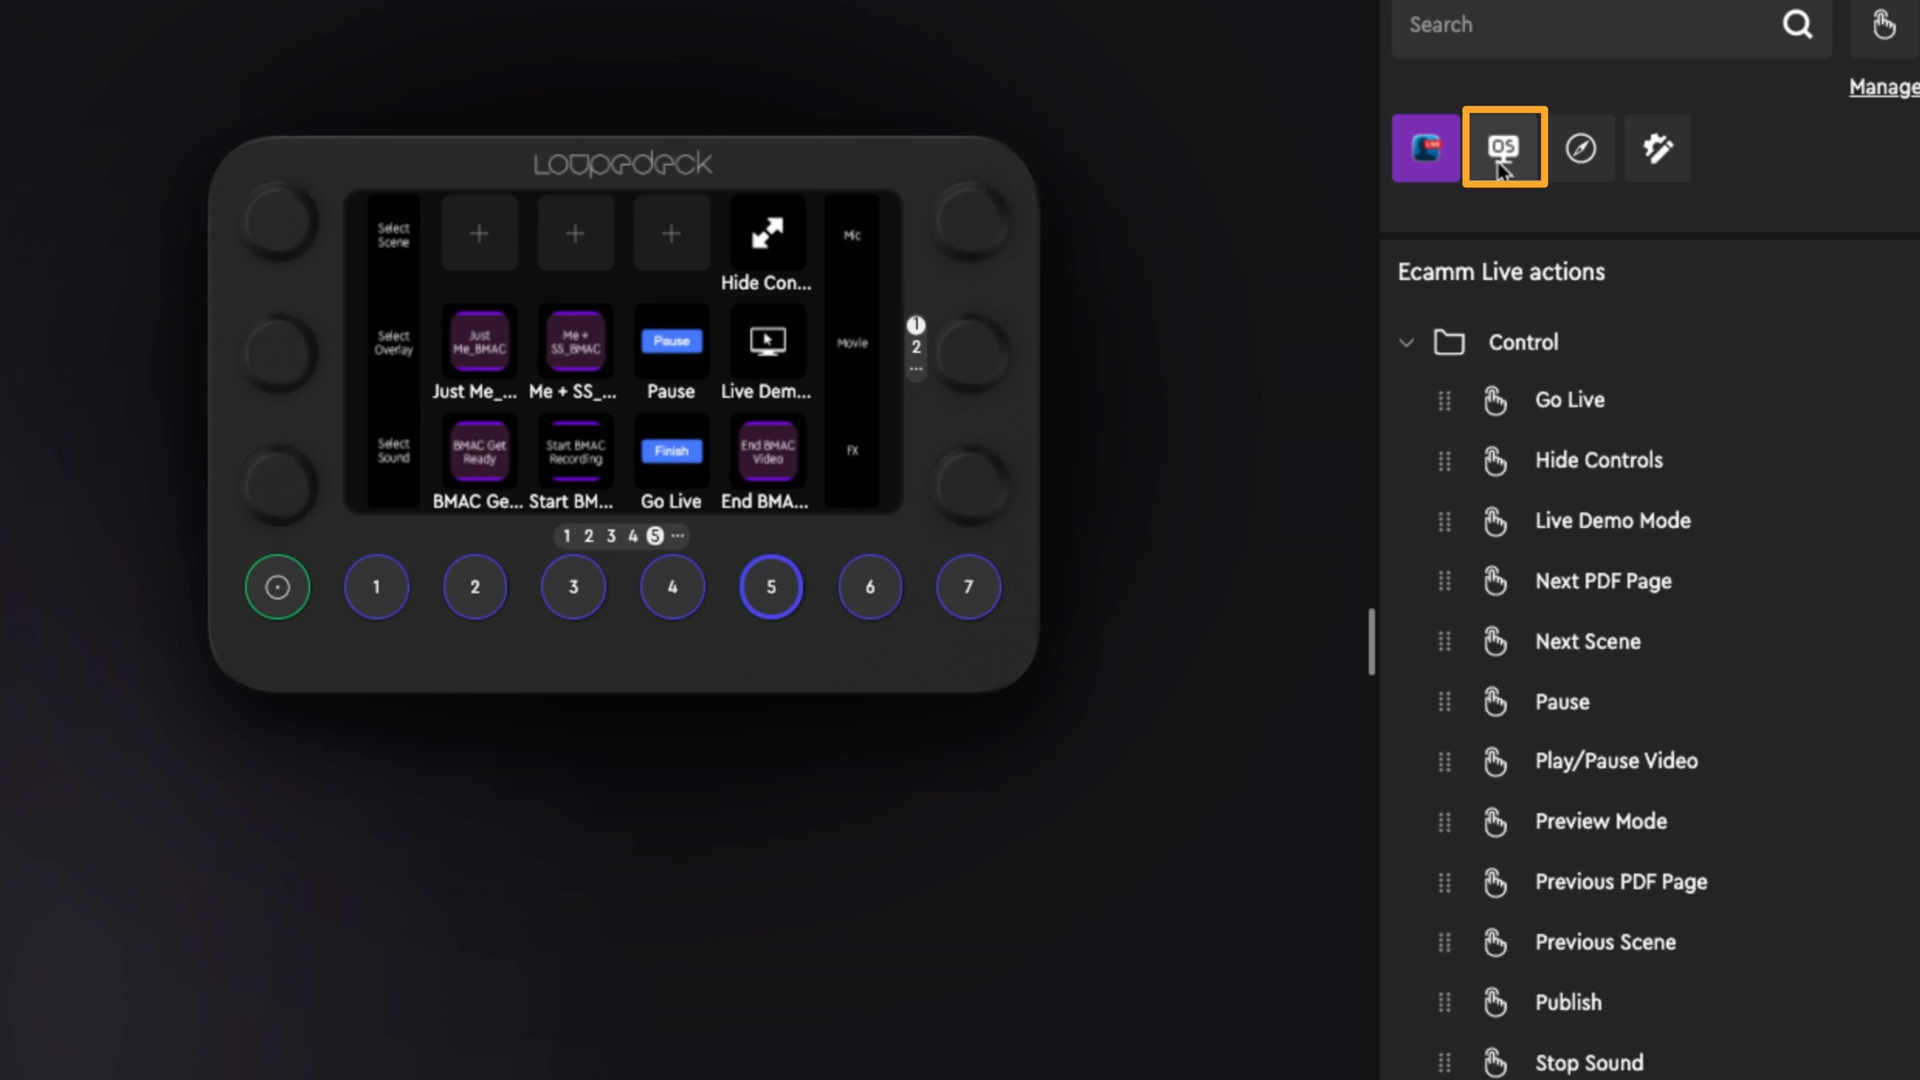 Search
Manage
LIVE
OS
Loupedeck
Select
Scene
+
+
+
Mic
Hide Con...
Select
Overlay
Just
Me_BMAC
Me +
SS_BMAC
Pause
Movie
Just Me_...
Me + SS_...
Pause
Live Dem...
1
2
...
Select
Sound
BMAC Get
Ready
Start BMAC
Recording
Finish
End BMAC
Video
FX
BMAC Ge...
Start BM...
Go Live
End BMA...
1 2 3 4 5 ...
1
2
3
4
5
6
7
Ecamm Live actions
Control
Go Live
Hide Controls
Live Demo Mode
Next PDF Page
Next Scene
Pause
Play/Pause Video
Preview Mode
Previous PDF Page
Previous Scene
Publish
Stop Sound